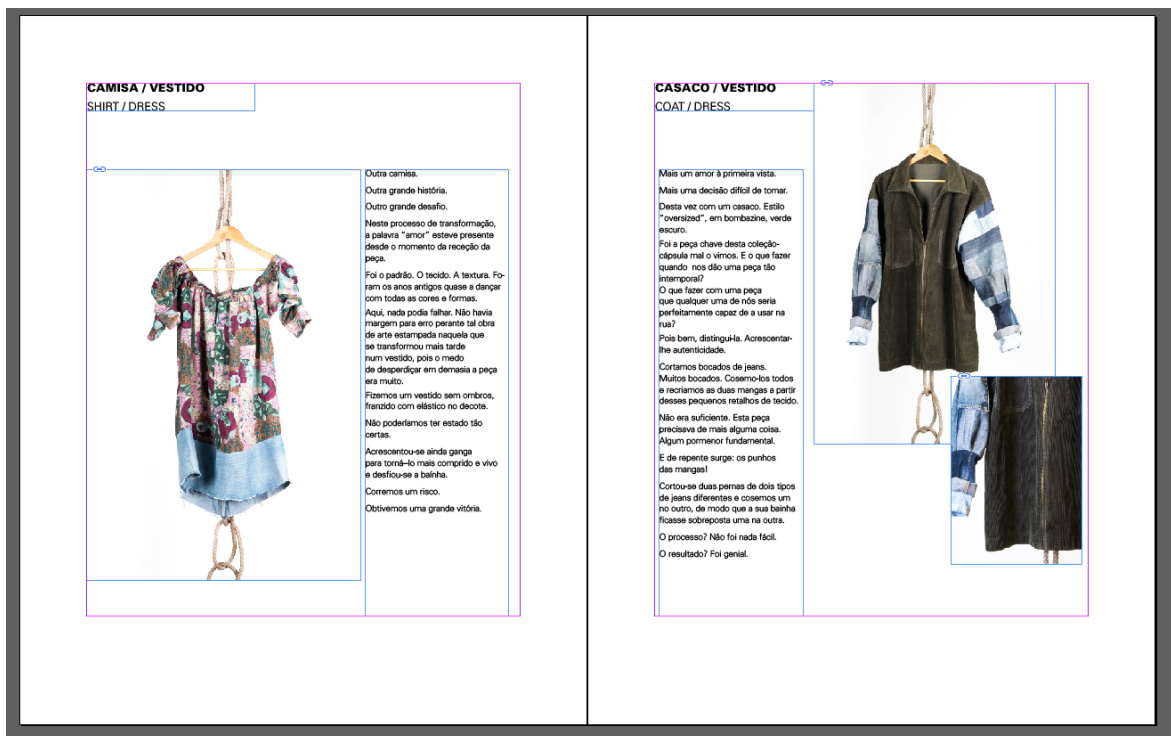 CAMISA / VESTIDO
SHIRT / DRESS
Outra camisa.
Outra grande história.
Outro grande desafio.
Neste processo de transformação,
a palavra “amor” esteve presente
desde o momento da receção da
peça.
Foi o padrão. O tecido. A textura. Fo-
ram os anos antigos quase a dançar
com todas as cores e formas.
Aqui, nada podia falhar. Não havia
margem para erro perante tal obra
de arte estampada naquela que
se transformou mais tarde
num vestido, pois o medo
de desperdiçar em demasia a peça
era muito.
Fizemos um vestido sem ombros,
franzido com elástico no decote.
Não poderíamos ter estado tão
certas.
Acrescentou-se ainda ganga
para torná-lo mais comprido e vivo
e desfiou-se a bainha.
Corremos um risco.
Obtivemos uma grande vitória.
CASACO / VESTIDO
COAT / DRESS
Mais um amor à primeira vista.
Mais uma decisão difícil de tomar.
Desta vez com um casaco. Estilo
“oversized”, em bombazine, verde
escuro.
Foi a peça chave desta coleção-
cápsula mal o vimos. E o que fazer
quando nos dão uma peça tão
intemporal?
O que fazer com uma peça
que qualquer uma de nós seria
perfeitamente capaz de a usar na
rua?
Pois bem, distingui-la. Acrescentar-
lhe autenticidade.
Cortamos bocados de jeans.
Muitos bocados. Cosemo-los todos
e recriamos as duas mangas a partir
desses pequenos retalhos de tecido.
Não era suficiente. Esta peça
precisava de mais alguma coisa.
Algum pormenor fundamental.
E de repente surge: os punhos
das mangas!
Cortou-se duas pernas de dois tipos
de jeans diferentes e cosemos um
no outro, de modo que a sua bainha
ficasse sobreposta uma na outra.
O processo? Não foi nada fácil.
O resultado? Foi genial.